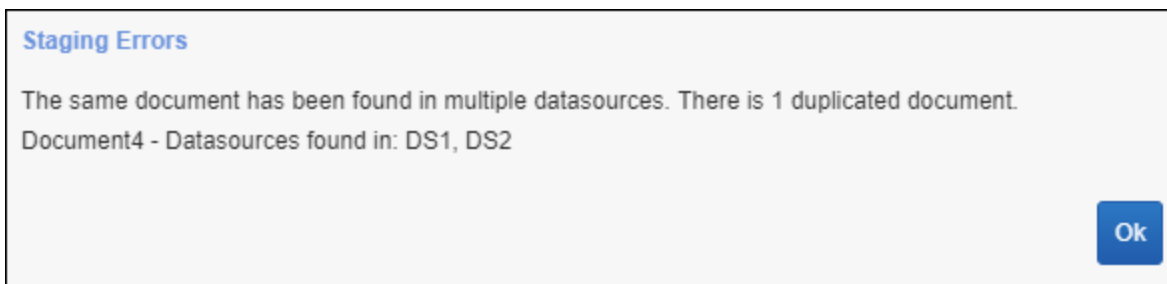 Staging Errors
The same document has been found in multiple datasources. There is 1 duplicated document.
Document4 - Datasources found in: DS1, DS2
Ok